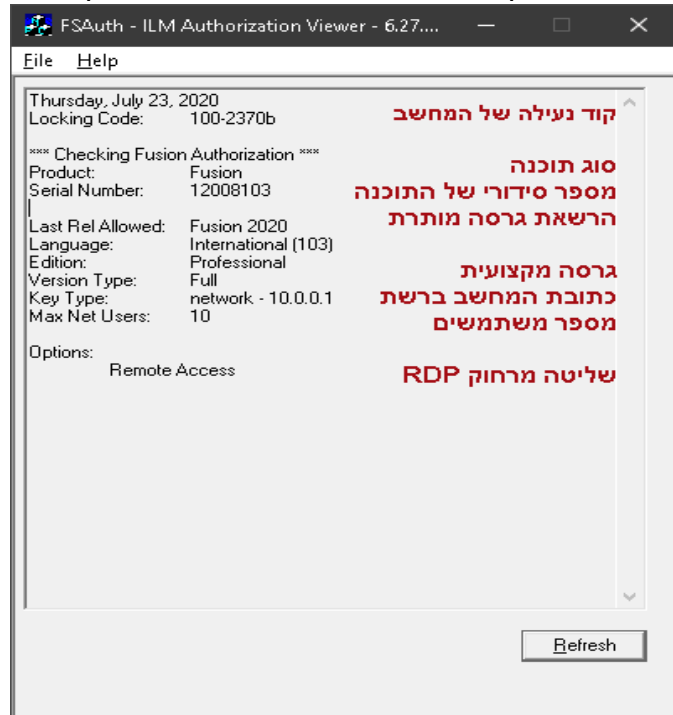 FSAuth - ILM Authorization Viewer - 6.27....
File Help
Thursday, July 23, 2020
Locking Code: 100-2370b קוד נעילה של המחשב
*** Checking Fusion Authorization ***
Product: Fusion סוג תוכנה
Serial Number: 12008103 מספר סידורי של התוכנה
Last Rel Allowed: Fusion 2020 הרשאת גרסה מותרת
Language: International (103)
Edition: Professional גרסה מקצועית
Version Type: Full
Key Type: network - 10.0.0.1 כתובת המחשב ברשת
Max Net Users: 10 מספר משתמשים
Options:
Remote Access שליטה מרחוק RDP
Refresh